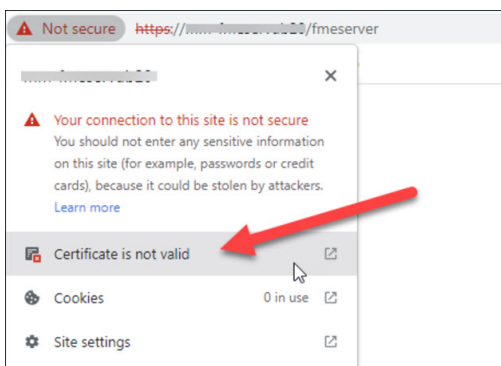 Not secure https:// /fmeserver
Your connection to this site is not secure
You should not enter any sensitive information
on this site (for example, passwords or credit
cards), because it could be stolen by attackers.
Learn more
Certificate is not valid
Cookies 0 in use
Site settings